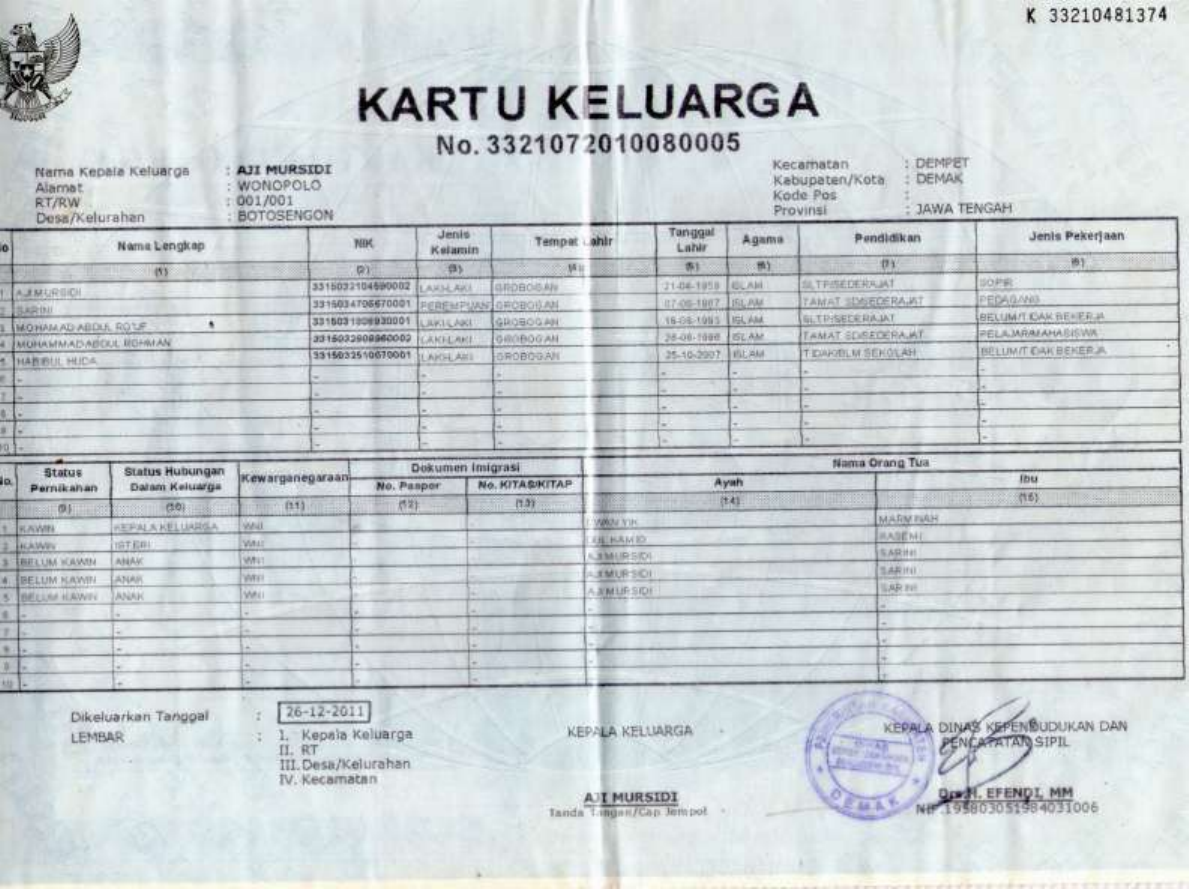 K 33210481374
KARTU KELUARGA
No. 3321072010080005
Nama Kepala Keluarga : AJI MURSIDI
Alamat : WONOPOLO
RT/RW : 001/001
Desa/Kelurahan : BOTOSENGON
Kecamatan : DEMPET
Kabupaten/Kota : DEMAK
Kode Pos :
Provinsi : JAWA TENGAH
No Nama Lengkap NIK Jenis Kelamin Tempat Lahir Tanggal Lahir Agama Pendidikan Jenis Pekerjaan
(1) (2) (3) (4) (5) (6) (7) (8)
1 AJI MURSIDI 3315032104590002 LAKI-LAKI GROBOGAN 21-04-1959 ISLAM SLTP/SEDERAJAT SOPIR
2 SARINI 3315034706670001 PEREMPUAN GROBOGAN 07-06-1967 ISLAM TAMAT SD/SEDERAJAT PEDAGANG
3 MOHAMAD ABDUL ROUF 3315031808930001 LAKI-LAKI GROBOGAN 18-08-1993 ISLAM SLTP/SEDERAJAT BELUM/TIDAK BEKERJA
4 MUHAMMAD ABDUL ROHMAN LAKI-LAKI GROBOGAN ISLAM TAMAT SD/SEDERAJAT PELAJAR/MAHASISWA
5 HABIBUL HUDA 3315032510070001 LAKI-LAKI GROBOGAN 25-10-2007 ISLAM TIDAK/BLM SEKOLAH BELUM/TIDAK BEKERJA
6 - - - - - - - -
7 - - - - - - - -
8 - - - - - - - -
9 - - - - - - - -
10 - - - - - - - -
No. Status Pernikahan Status Hubungan Dalam Keluarga Kewarganegaraan Dokumen Imigrasi Nama Orang Tua
No. Paspor No. KITAS/KITAP Ayah Ibu
(9) (10) (11) (12) (13) (14) (15)
1 KAWIN KEPALA KELUARGA WNI - - MARMINAH
2 KAWIN ISTERI WNI - - KASEMI
3 BELUM KAWIN ANAK WNI - - AJI MURSIDI SARINI
4 BELUM KAWIN ANAK WNI - - AJI MURSIDI SARINI
5 BELUM KAWIN ANAK WNI - - AJI MURSIDI SARINI
6 - - - - - - -
7 - - - - - - -
8 - - - - - - -
9 - - - - - - -
10 - - - - - - -
Dikeluarkan Tanggal : 26-12-2011
LEMBAR : I. Kepala Keluarga
II. RT
III. Desa/Kelurahan
IV. Kecamatan
KEPALA KELUARGA
AJI MURSIDI
Tanda Tangan/Cap Jempol
KEPALA DINAS KEPENDUDUKAN DAN
PENCATATAN SIPIL
DEMAK
Drs. H. EFENDI, MM
NIP.195803051984031006